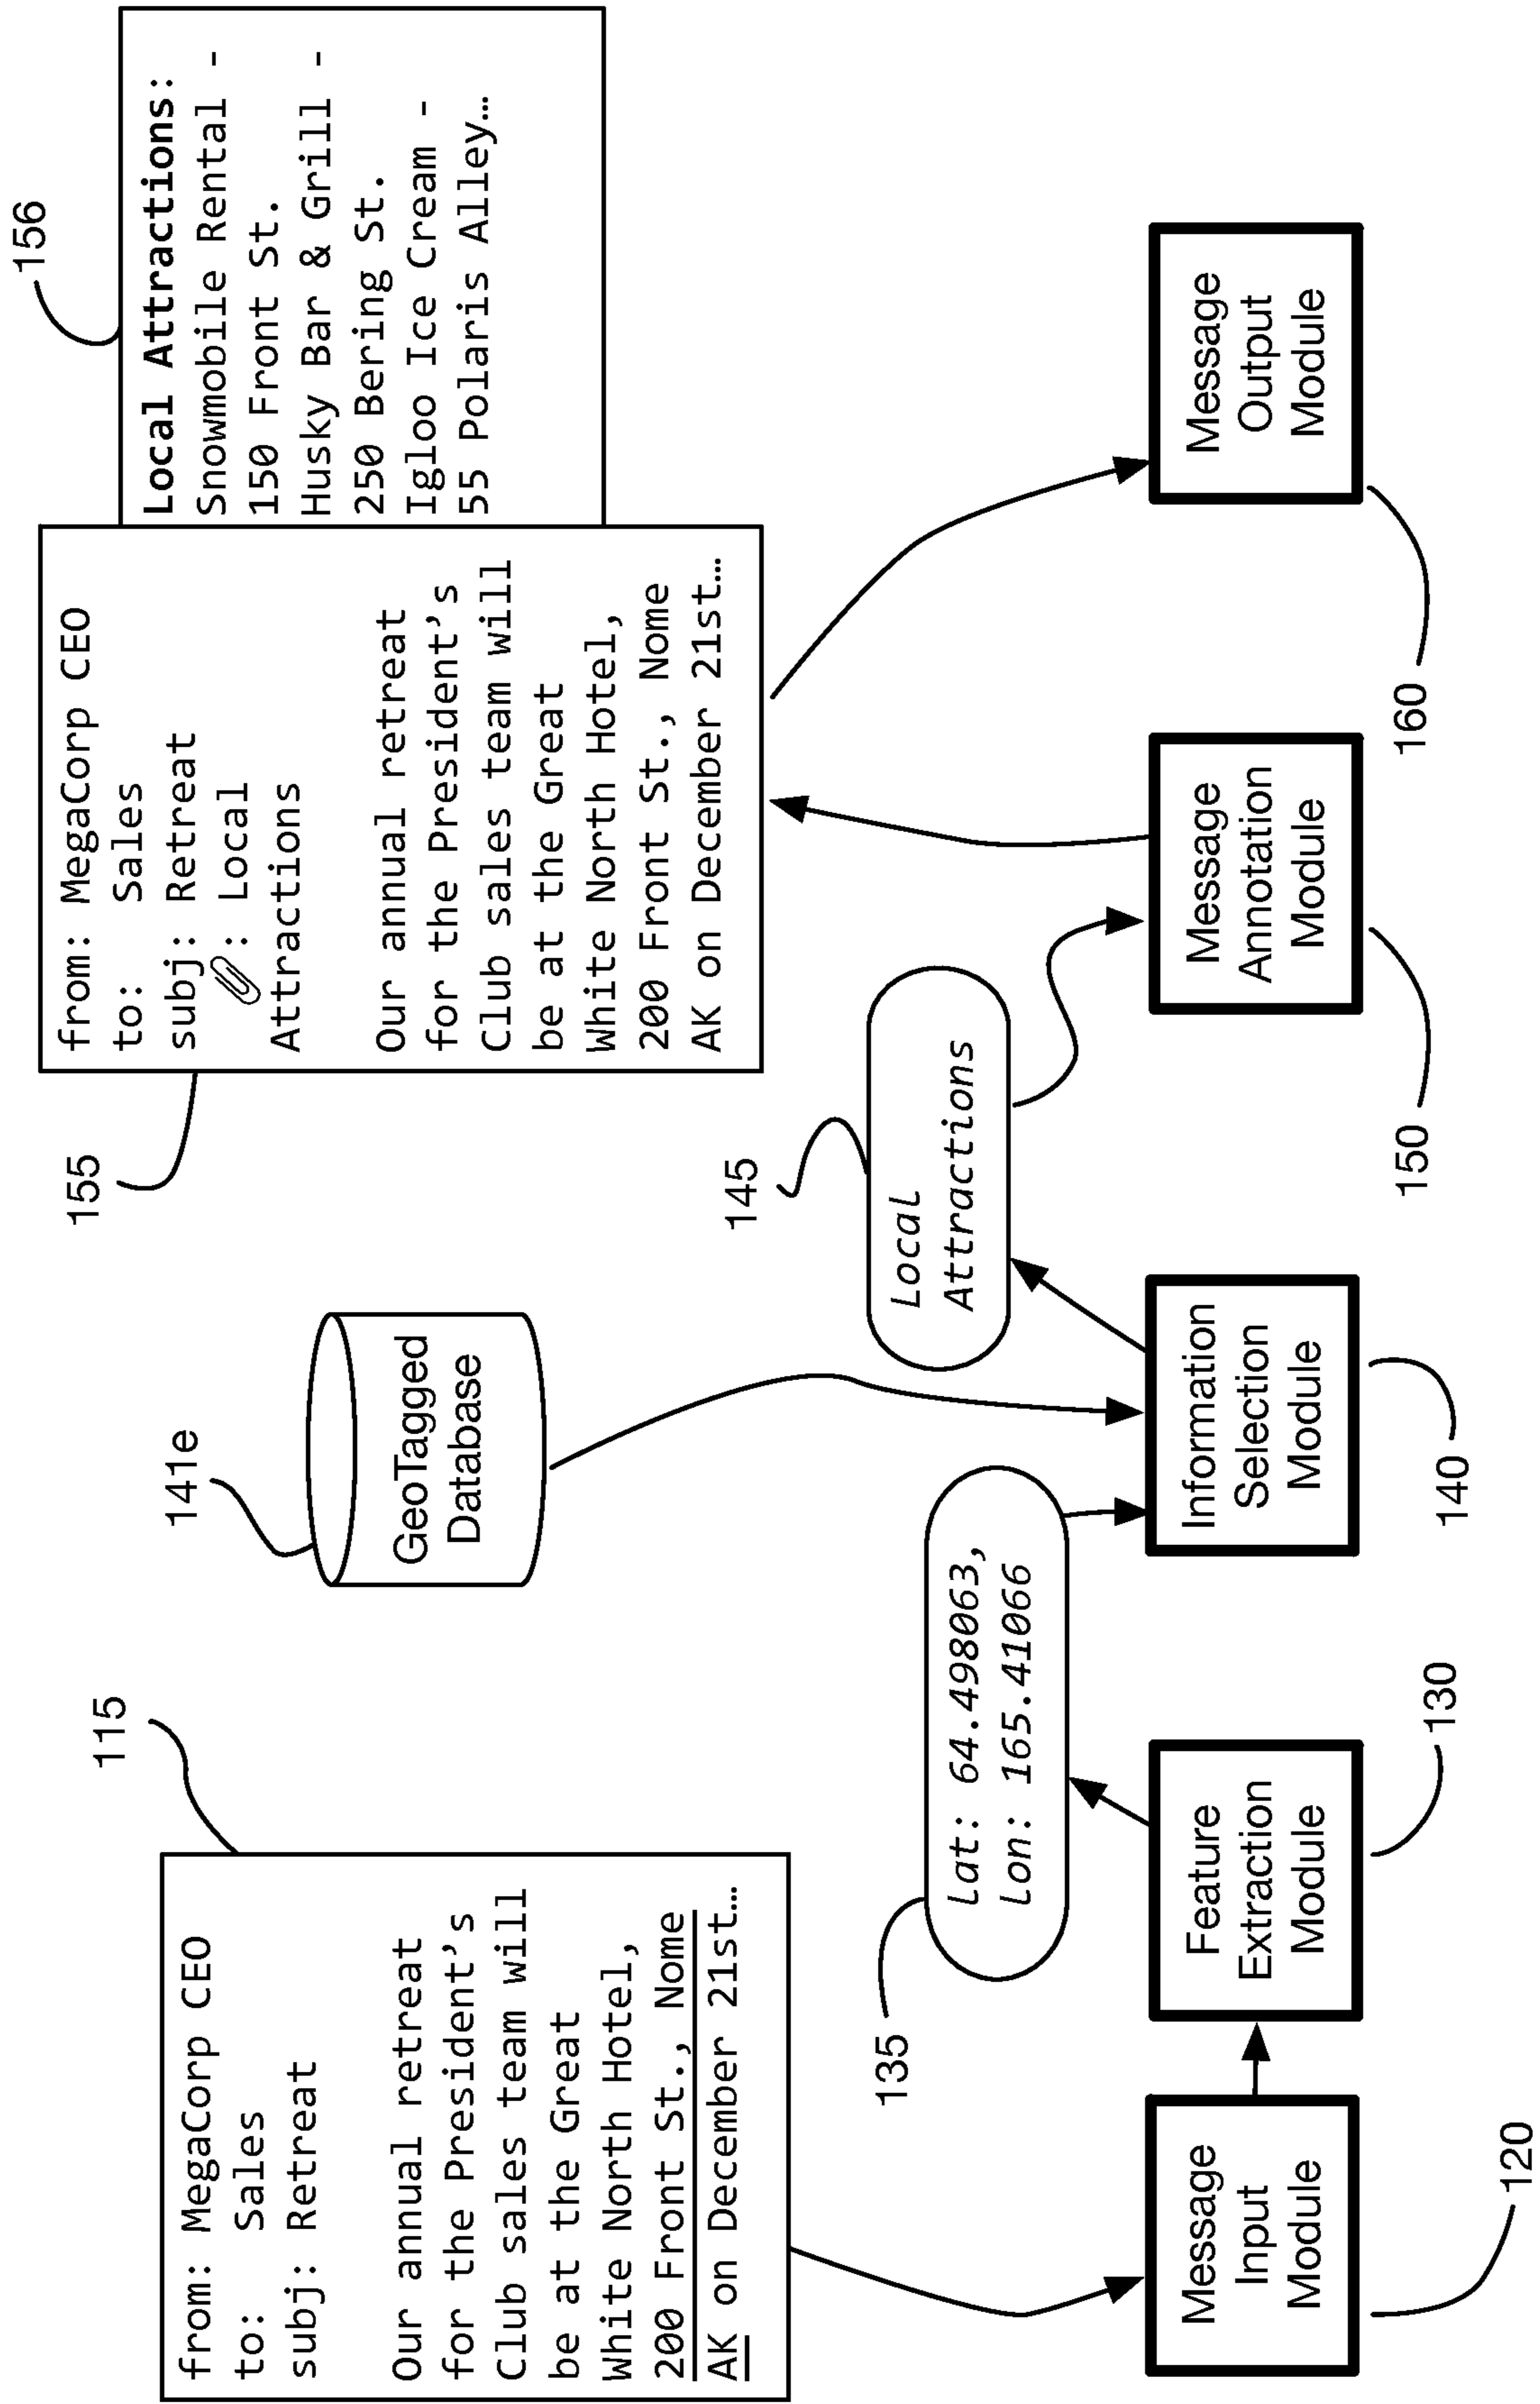 115
from: MegaCorp CEO
to:  Sales
subj: Retreat
Our annual retreat
for the President's
Club sales team will
be at the Great
White North Hotel,
200 Front St., Nome
AK on December 21st…
141e
GeoTagged
Database
155
from: MegaCorp CEO
to:  Sales
subj: Retreat
: Local
Attractions
Our annual retreat
for the President's
Club sales team will
be at the Great
White North Hotel,
200 Front St., Nome
AK on December 21st…
156
Local Attractions:
Snowmobile Rental -
150 Front St.
Husky Bar & Grill -
250 Bering St.
Igloo Ice Cream -
55 Polaris Alley…
135
Lat: 64.498063,
Lon: 165.41066
145
Local
Attractions
Message
Input
Module
120
Feature
Extraction
Module
130
Information
Selection
Module
140
Message
Annotation
Module
150
Message
Output
Module
160